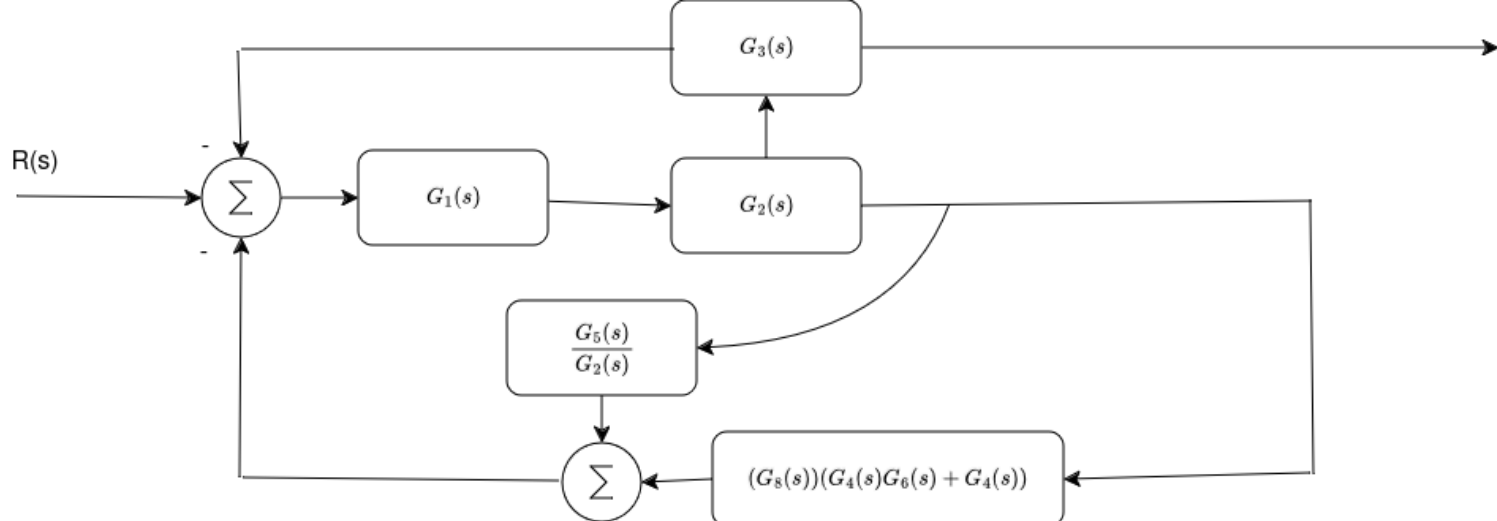 G₃(s)
-
R(s)
∑
G₁(s)
G₂(s)
-
G₅(s)
G₂(s)
∑
(G₈(s))(G₄(s)G₆(s) + G₄(s))